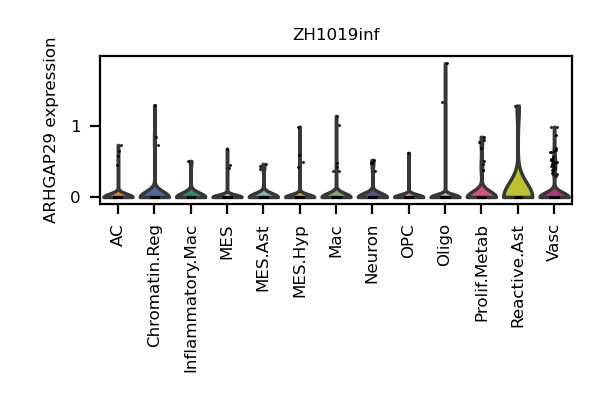 ZH1019inf
ARHGAP29 expression
1
0
AC
Chromatin.Reg
Inflammatory.Mac
MES
MES.Ast
MES.Hyp
Mac
Neuron
OPC
Oligo
Prolif.Metab
Reactive.Ast
Vasc